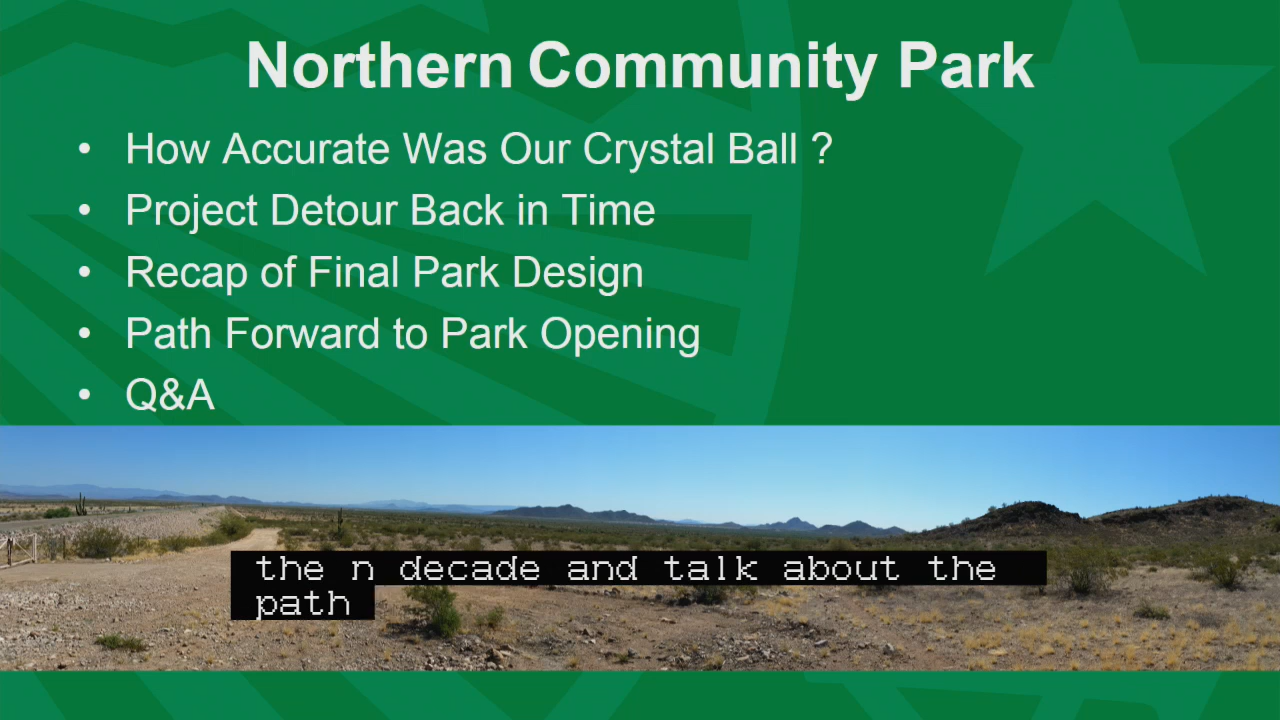 Northern Community Park
• How Accurate Was Our Crystal Ball ?
• Project Detour Back in Time
• Recap of Final Park Design
• Path Forward to Park Opening
• Q&A
the n decade and talk about the
path